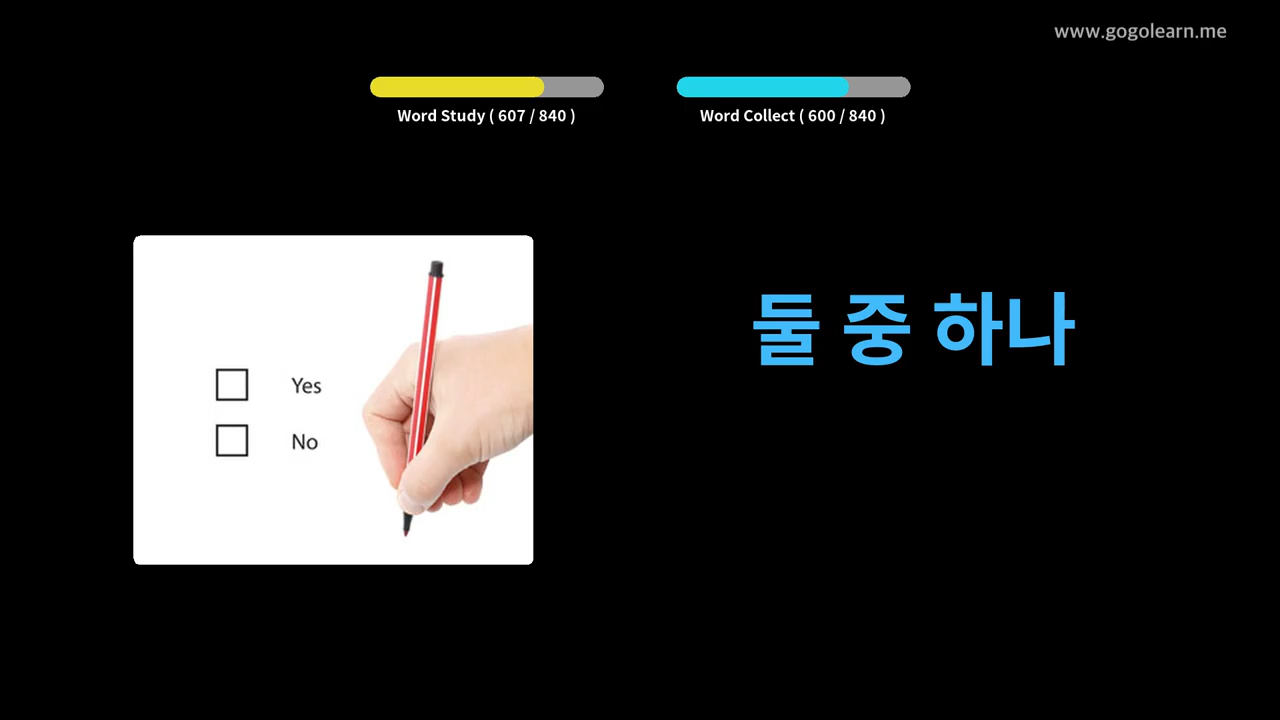 www.gogolearn.me
Word Study ( 607 / 840 )
Word Collect ( 600 / 840 )
둘 중 하나
Yes
No